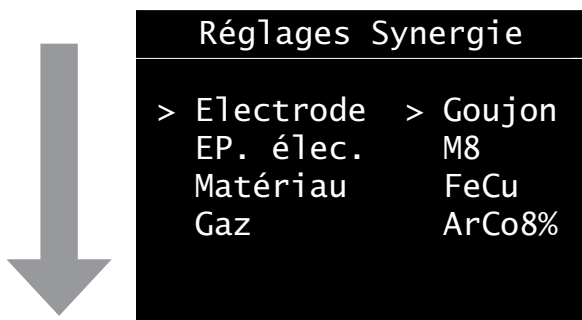 Réglages Synergie
> Electrode > Goujon
EP. élec. M8
Matériau FeCu
Gaz ArCo8%